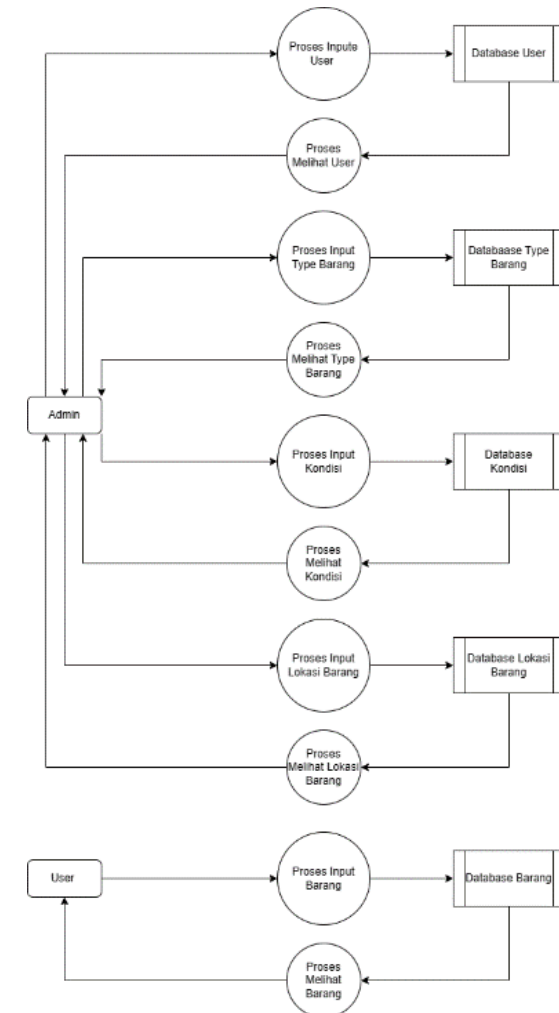 Proses Inpute
User
Database User
Proses
Melihat User
Proses Input
Type Barang
Databaase Type
Barang
Proses
Melihat Type
Barang
Admin
Proses Input
Kondisi
Database
Kondisi
Proses
Melihat
Kondisi
Proses Input
Lokasi Barang
Database Lokasi
Barang
Proses
Melihat Lokasi
Barang
User
Proses Input
Barang
Database Barang
Proses
Melihat
Barang